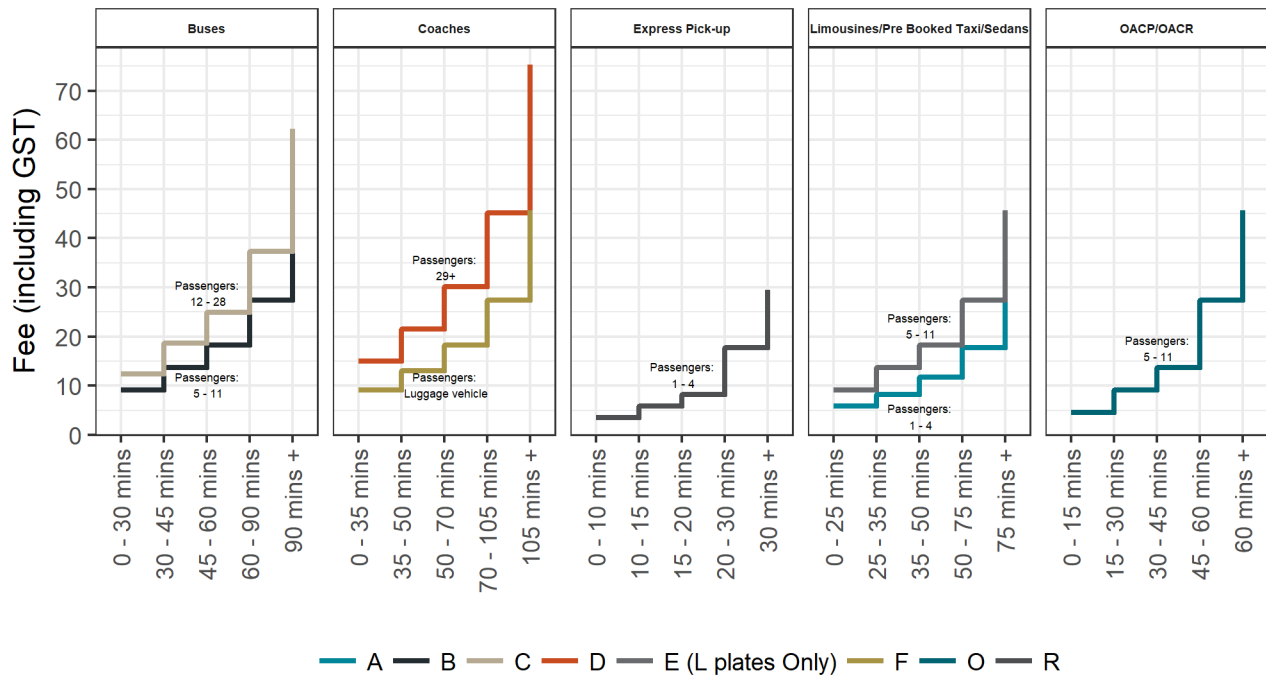 Buses
Coaches
Express Pick-up
Limousines/Pre Booked Taxi/Sedans
OACP/OACR
Fee (including GST)
70
60
50
40
30
20
10
0
Passengers:
12 - 28
Passengers:
5 - 11
Passengers:
29+
Passengers:
Luggage vehicle
Passengers:
1 - 4
Passengers:
5 - 11
Passengers:
1 - 4
Passengers:
5 - 11
0 - 30 mins
30 - 45 mins
45 - 60 mins
60 - 90 mins
90 mins +
0 - 35 mins
35 - 50 mins
50 - 70 mins
70 - 105 mins
105 mins +
0 - 10 mins
10 - 15 mins
15 - 20 mins
20 - 30 mins
30 mins +
0 - 25 mins
25 - 35 mins
35 - 50 mins
50 - 75 mins
75 mins +
0 - 15 mins
15 - 30 mins
30 - 45 mins
45 - 60 mins
60 mins +
A B C D E (L plates Only) F O R